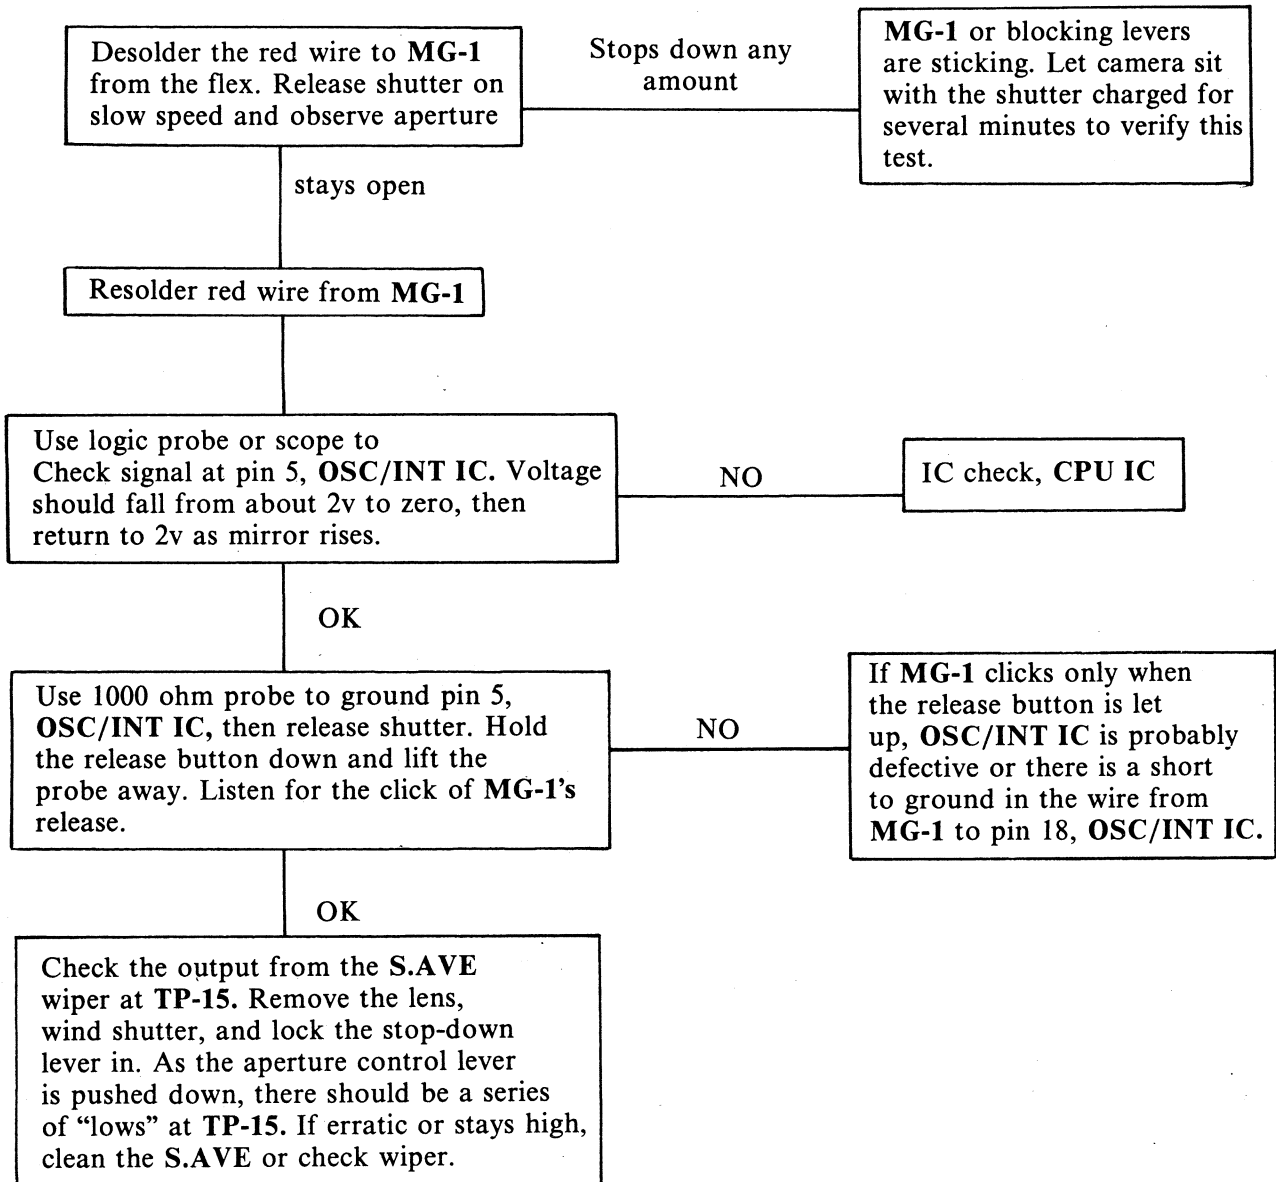 Desolder the red wire to MG-1
from the flex. Release shutter on
slow speed and observe aperture
Stops down any
amount
MG-1 or blocking levers
are sticking. Let camera sit
with the shutter charged for
several minutes to verify this
test.
stays open
Resolder red wire from MG-1
Use logic probe or scope to
Check signal at pin 5, OSC/INT IC. Voltage
should fall from about 2v to zero, then
return to 2v as mirror rises.
NO
IC check, CPU IC
OK
Use 1000 ohm probe to ground pin 5,
OSC/INT IC, then release shutter. Hold
the release button down and lift the
probe away. Listen for the click of MG-1's
release.
NO
If MG-1 clicks only when
the release button is let
up, OSC/INT IC is probably
defective or there is a short
to ground in the wire from
MG-1 to pin 18, OSC/INT IC.
OK
Check the output from the S.AVE
wiper at TP-15. Remove the lens,
wind shutter, and lock the stop-down
lever in. As the aperture control lever
is pushed down, there should be a series
of “lows” at TP-15. If erratic or stays high,
clean the S.AVE or check wiper.